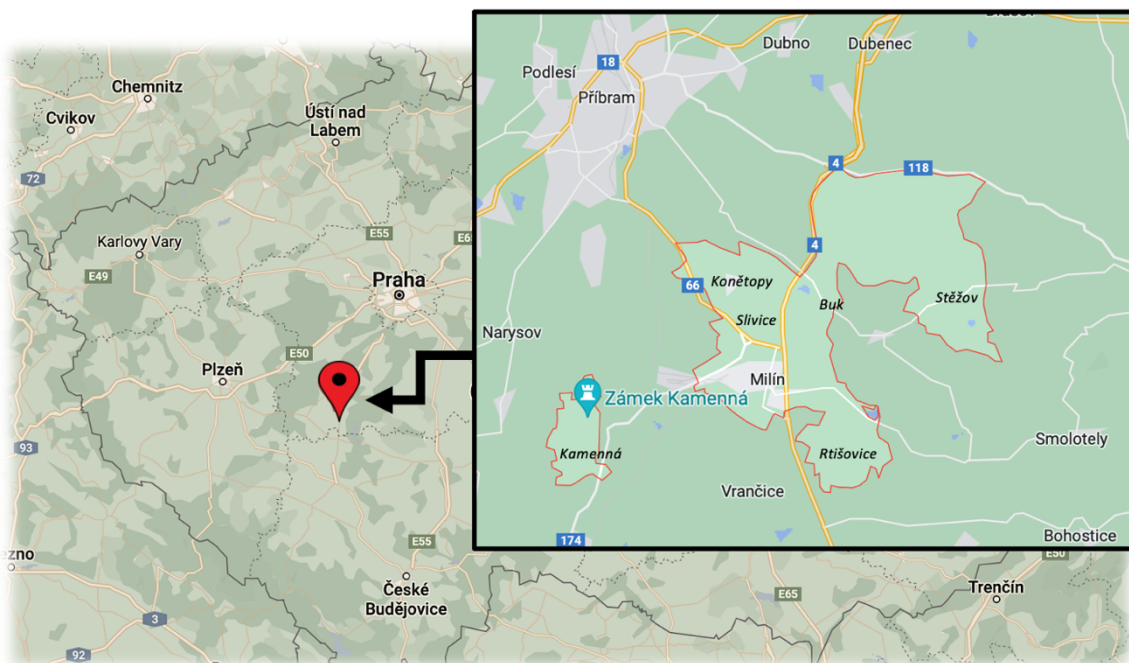 Chemnitz
Cvikov
Ústí nad
Labem
72
E55
Karlovy Vary
E49
Praha
E50
Plzeň
93
E55
České
Budějovice
3
92
E65
Trenčín
E50
Dubno
Dubenec
18
Podlesí
Příbram
4
118
4
66
Konětopy
Buk
Stěžov
Slivice
Narysov
Milín
Zámek Kamenná
Smolotely
Kamenná
Rtišovice
Vrančice
Bohostice
174